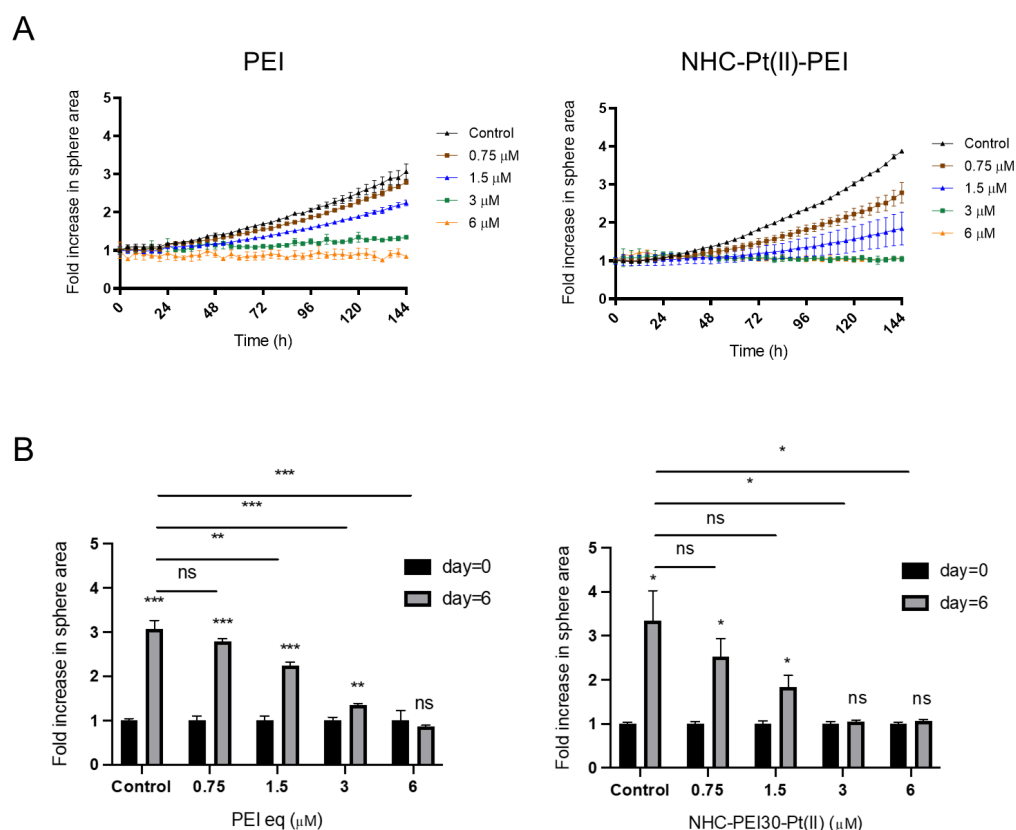 A
PEI
NHC-Pt(II)-PEI
Fold increase in sphere area
5
4
3
2
1
0
0
24
48
72
96
120
144
Time (h)
Control
0.75 μM
1.5 μM
3 μM
6 μM
Fold increase in sphere area
5
4
3
2
1
0
0
24
48
72
96
120
144
Time (h)
Control
0.75 μM
1.5 μM
3 μM
6 μM
B
***
***
**
ns
Fold increase in sphere area
5
4
3
2
1
0
day=0
day=6
***
***
***
**
ns
Control
0.75
1.5
3
6
PEI eq (μM)
*
*
ns
ns
Fold increase in sphere area
5
4
3
2
1
0
day=0
day=6
*
*
*
ns
ns
Control
0.75
1.5
3
6
NHC-PEI30-Pt(II) (μM)